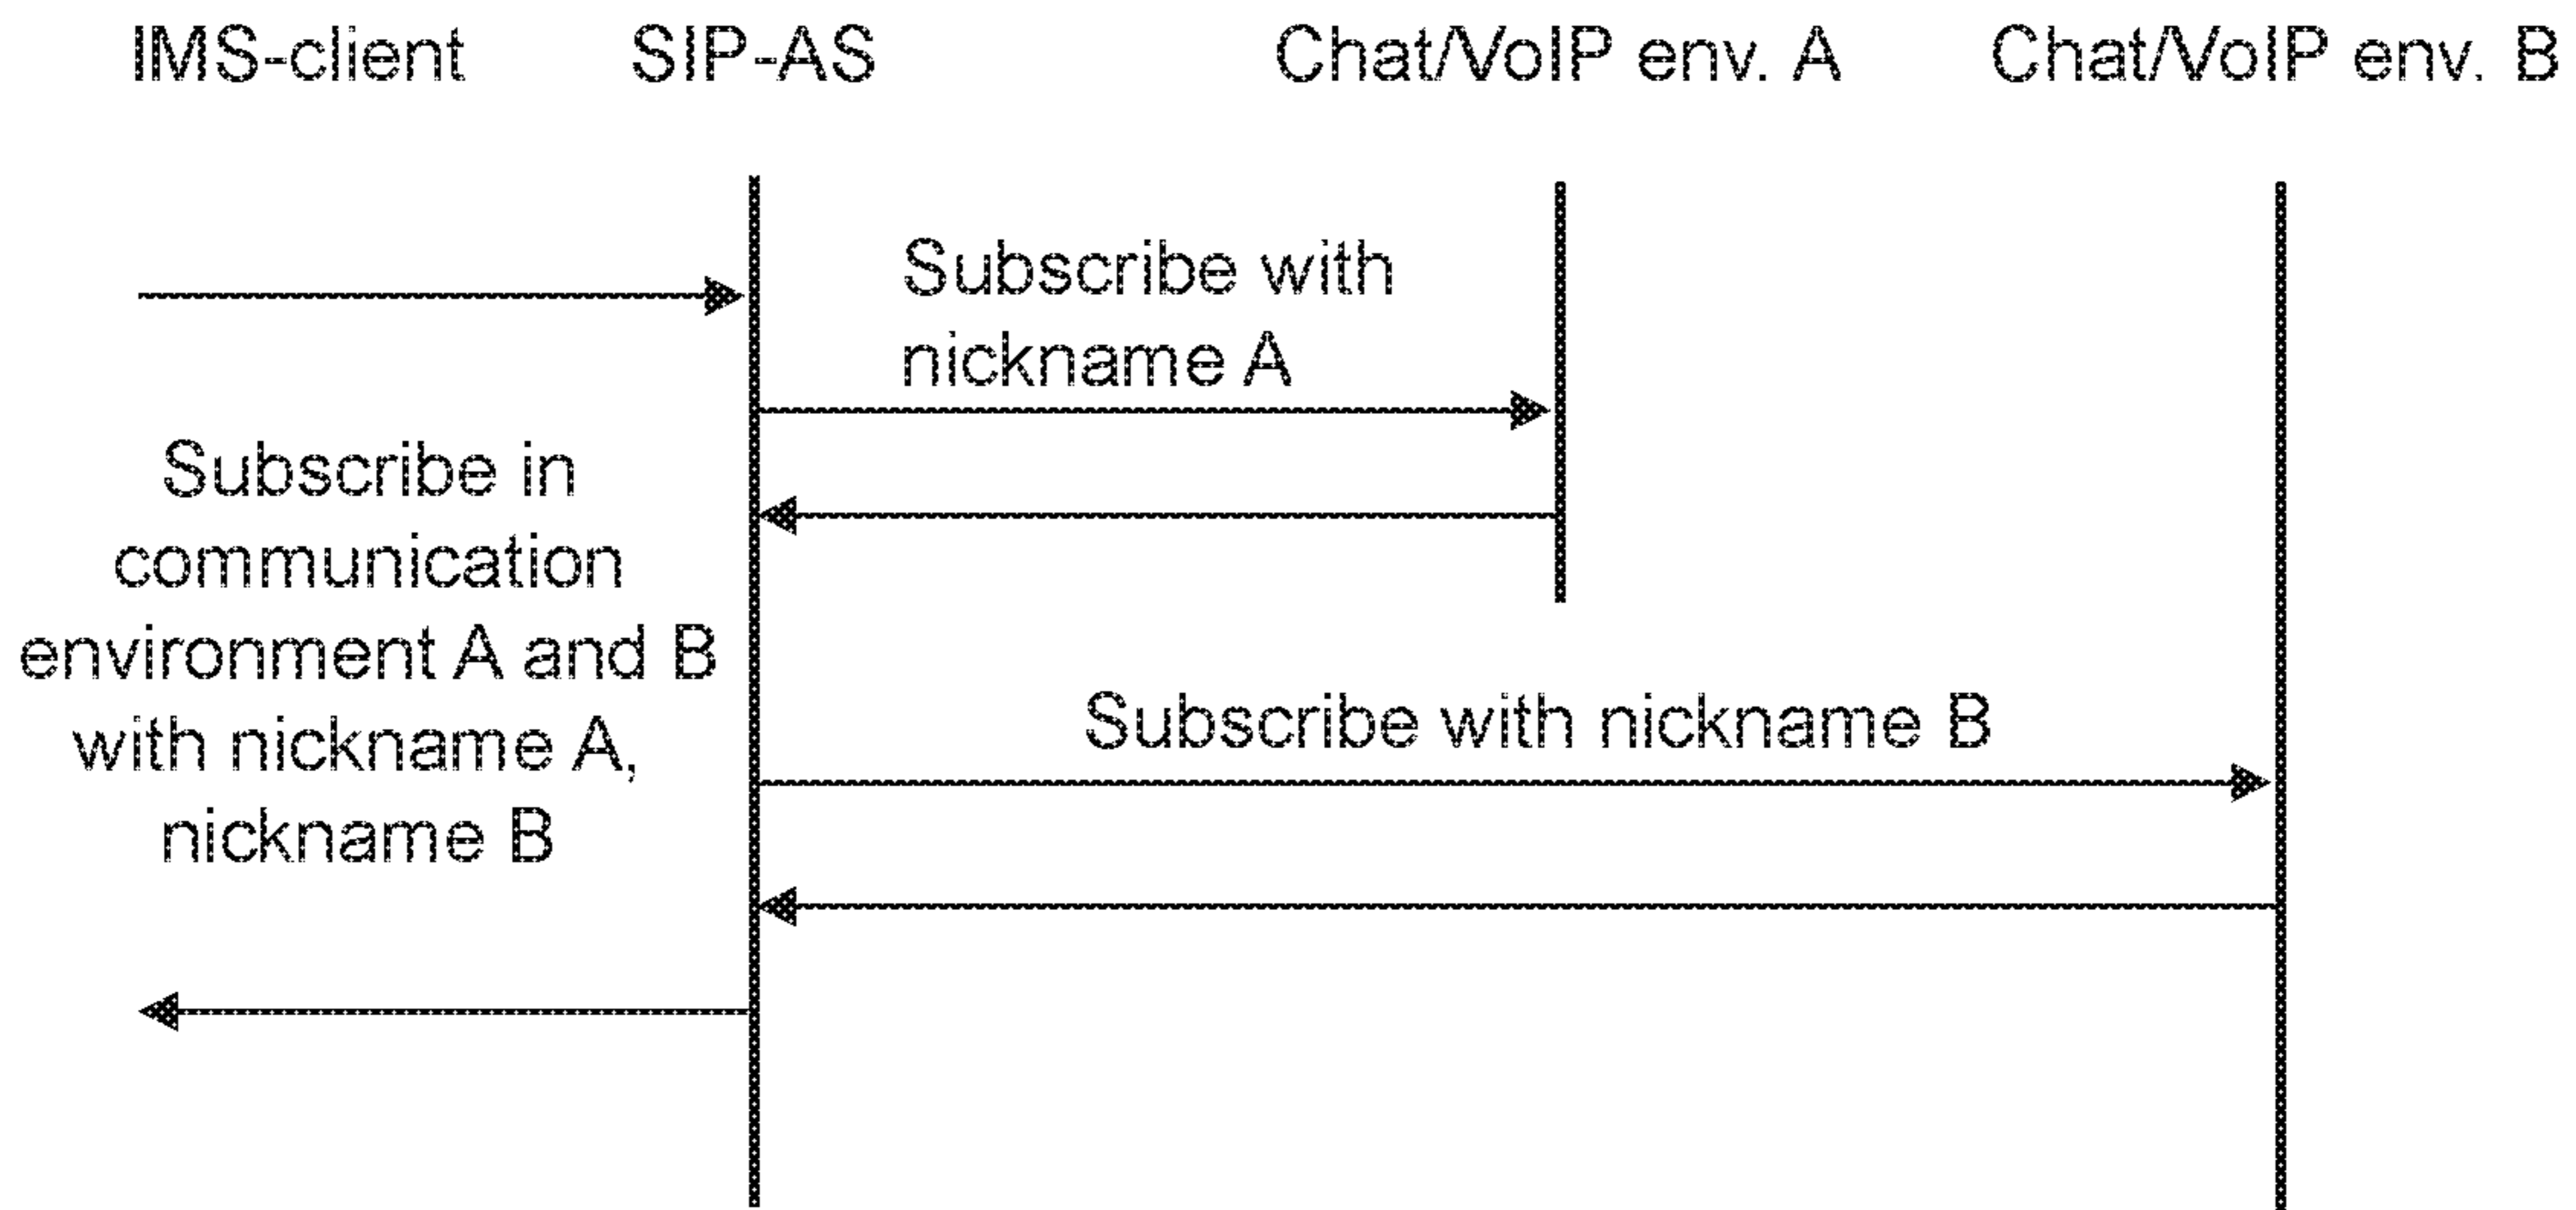 IMS-client
SIP-AS
Chat/VoIP env. A
Chat/VoIP env. B
Subscribe with
nickname A
Subscribe in
communication
environment A and B
with nickname A,
nickname B
Subscribe with nickname B